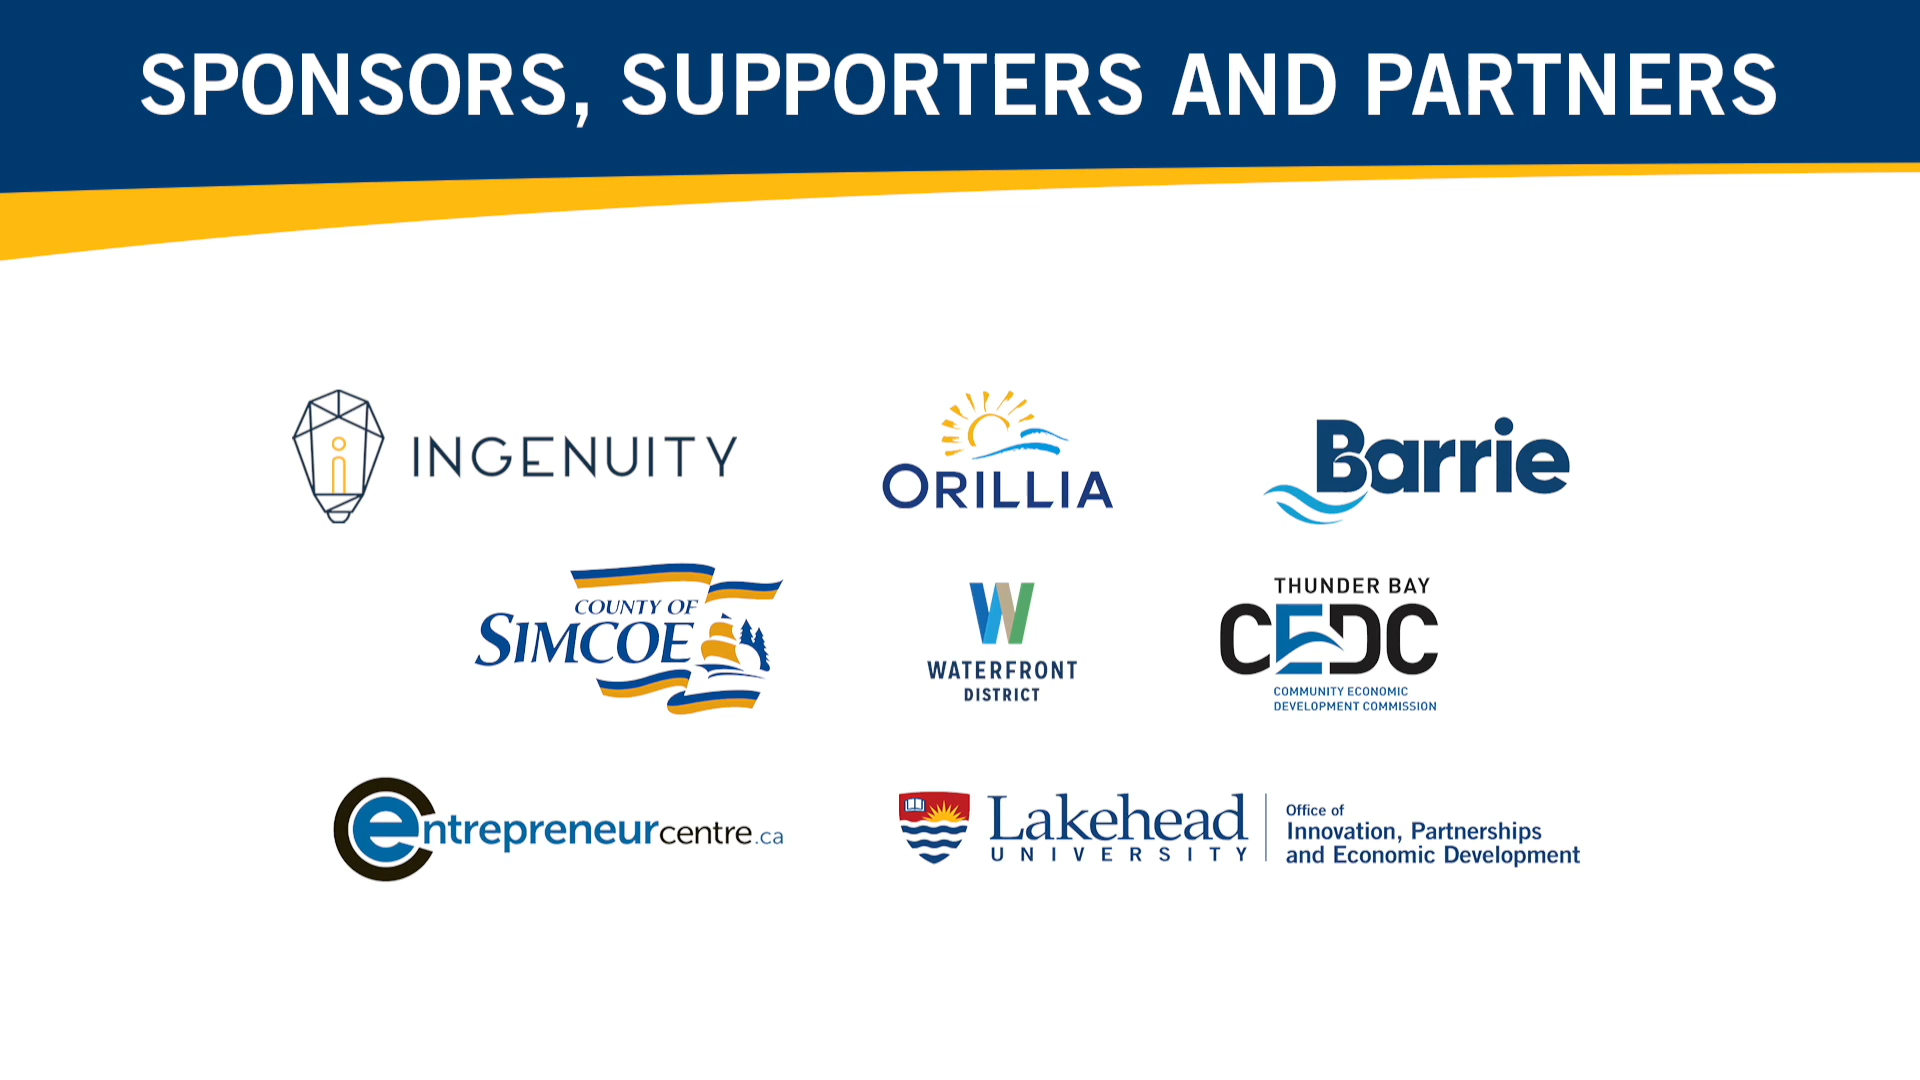 SPONSORS, SUPPORTERS AND PARTNERS
INGENUITY
ORILLIA
Barrie
COUNTY OF
SIMCOE
WATERFRONT
DISTRICT
THUNDER BAY
CEDC
COMMUNITY ECONOMIC
DEVELOPMENT COMMISSION
entrepreneurcentre.ca
Lakehead
UNIVERSITY
Office of
Innovation, Partnerships
and Economic Development